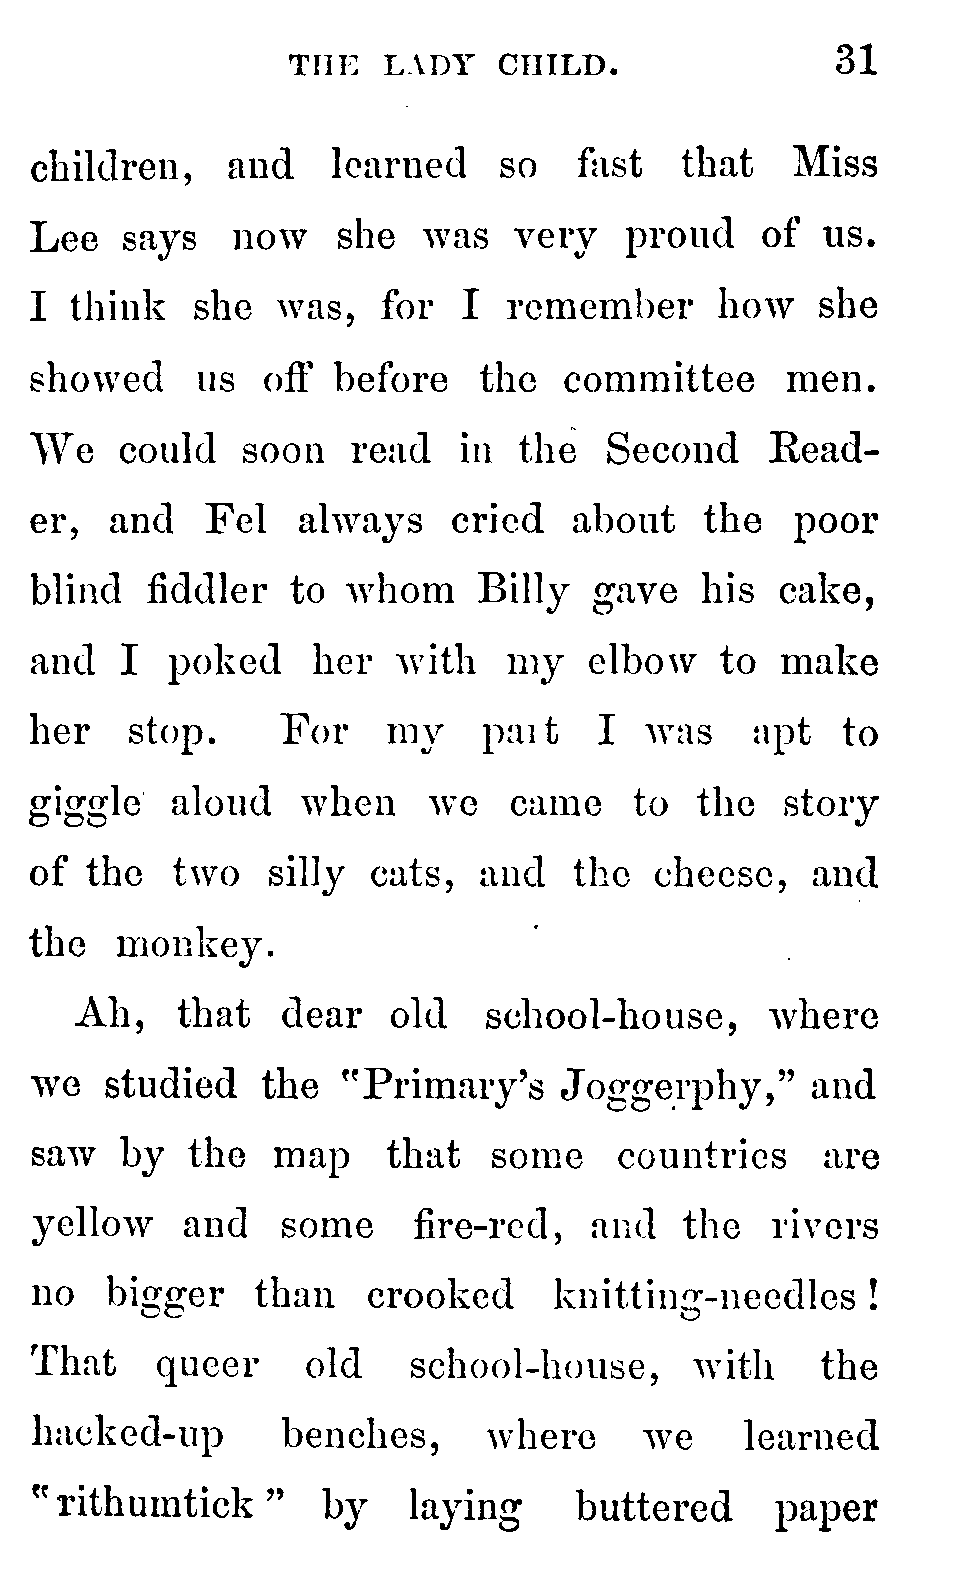 THE LADY CHILD. 31
children, and learned so fast that Miss
Lee says now she was very proud of us.
I think she was, for I remember how she
showed us off before the committee men.
We could soon read in the Second Read-
er, and Fel always cried about the poor
blind fiddler to whom Billy gave his cake,
and I poked her with my elbow to make
her stop. For my part I was apt to
giggle aloud when we came to the story
of the two silly cats, and the cheese, and
the monkey.
Ah, that dear old school-house, where
we studied the "Primary's Joggerphy," and
saw by the map that some countries are
yellow and some fire-red, and the rivers
no bigger than crooked knitting-needles!
That queer old school-house, with the
hacked-up benches, where we learned
"rithumtick" by laying buttered paper